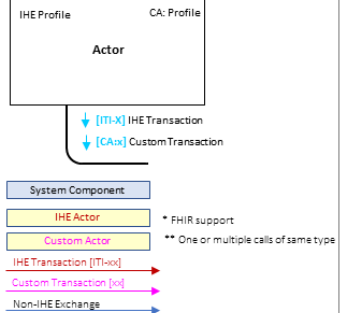 IHE Profile CA: Profile
Actor
[ITI-X] IHE Transaction
[CA:x] Custom Transaction
System Component
IHE Actor * FHIR support
Custom Actor ** One or multiple calls of same type
IHE Transaction [ITI-xx]
Custom Transaction [xx]
Non-IHE Exchange